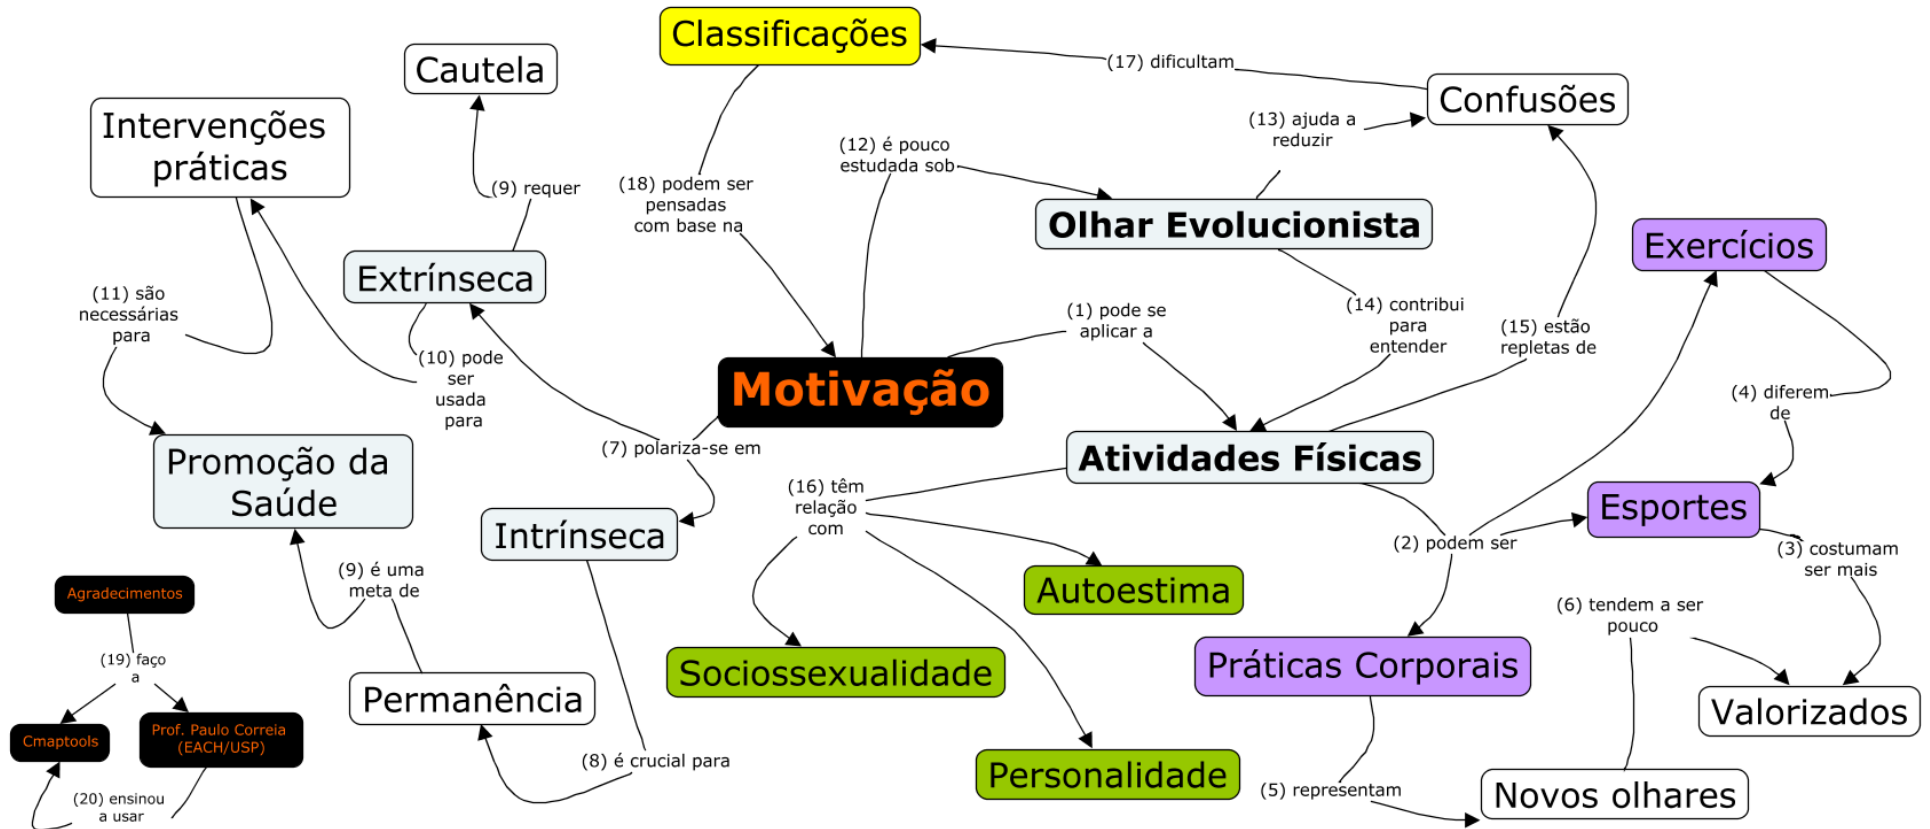 Classificações
Cautela
(17) dificultam
Confusões
Intervenções
práticas
(13) ajuda a
reduzir
(12) é pouco
estudada sob
(9) requer
(18) podem ser
pensadas
com base na
Olhar Evolucionista
Exercícios
Extrínseca
(11) são
necessárias
para
(14) contribui
para
entender
(1) pode se
aplicar a
(15) estão
repletas de
(10) pode
ser
usada
para
Motivação
(4) diferem
de
(7) polariza-se em
Atividades Físicas
Promoção da
Saúde
(16) têm
relação
com
Esportes
Intrínseca
(2) podem ser
(3) costumam
ser mais
(9) é uma
meta de
Autoestima
Agradecimentos
(6) tendem a ser
pouco
(19) faço
a
Sociossexualidade
Práticas Corporais
Permanência
Valorizados
Cmaptools
Prof. Paulo Correia
(EACH/USP)
(8) é crucial para
Personalidade
(5) representam
Novos olhares
(20) ensinou
a usar